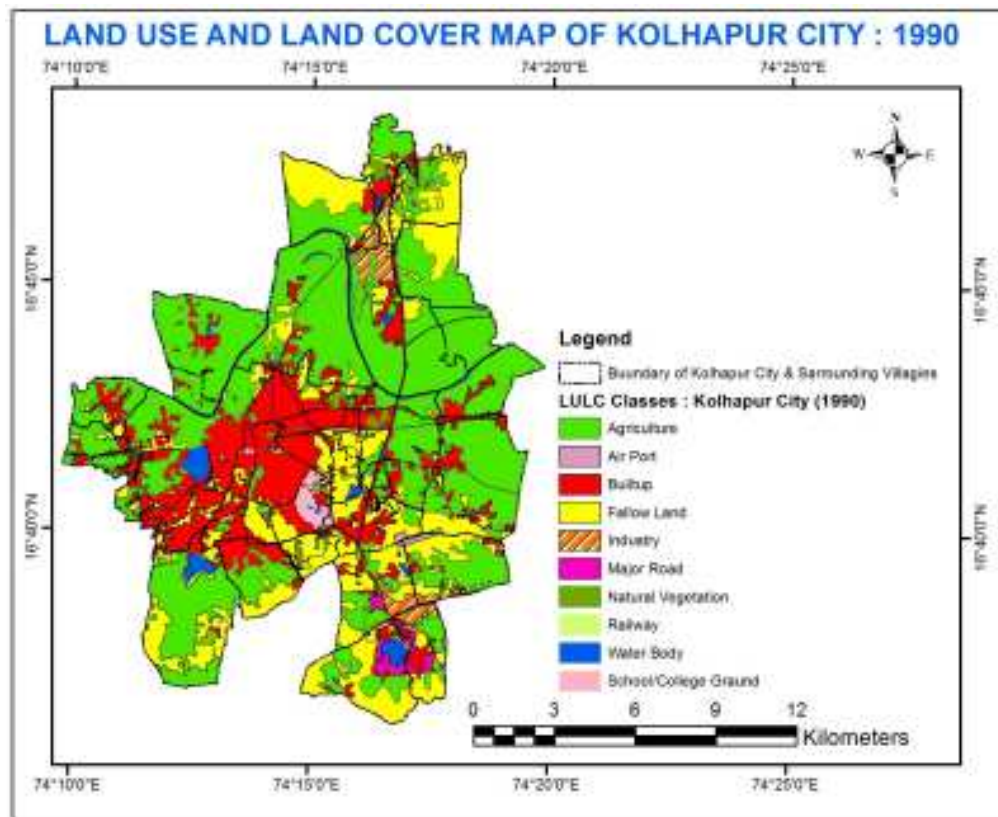 LAND USE AND LAND COVER MAP OF KOLHAPUR CITY : 1990
74°10'0"E 74°15'0"E 74°20'0"E 74°25'0"E
N
W E
S
16°45'0"N 16°45'0"N
Legend
Buundary of Kolhapur City & Sarrounding Villagies
LULC Classes : Kolhapur City (1990)
Agriculture
Air Port
Builtup
Fallow Land
Industry
Major Road
Natural Vegetation
Railway
Water Body
School/College Ground
16°40'0"N 16°40'0"N
0 3 6 9 12
Kilometers
74°10'0"E 74°15'0"E 74°20'0"E 74°25'0"E